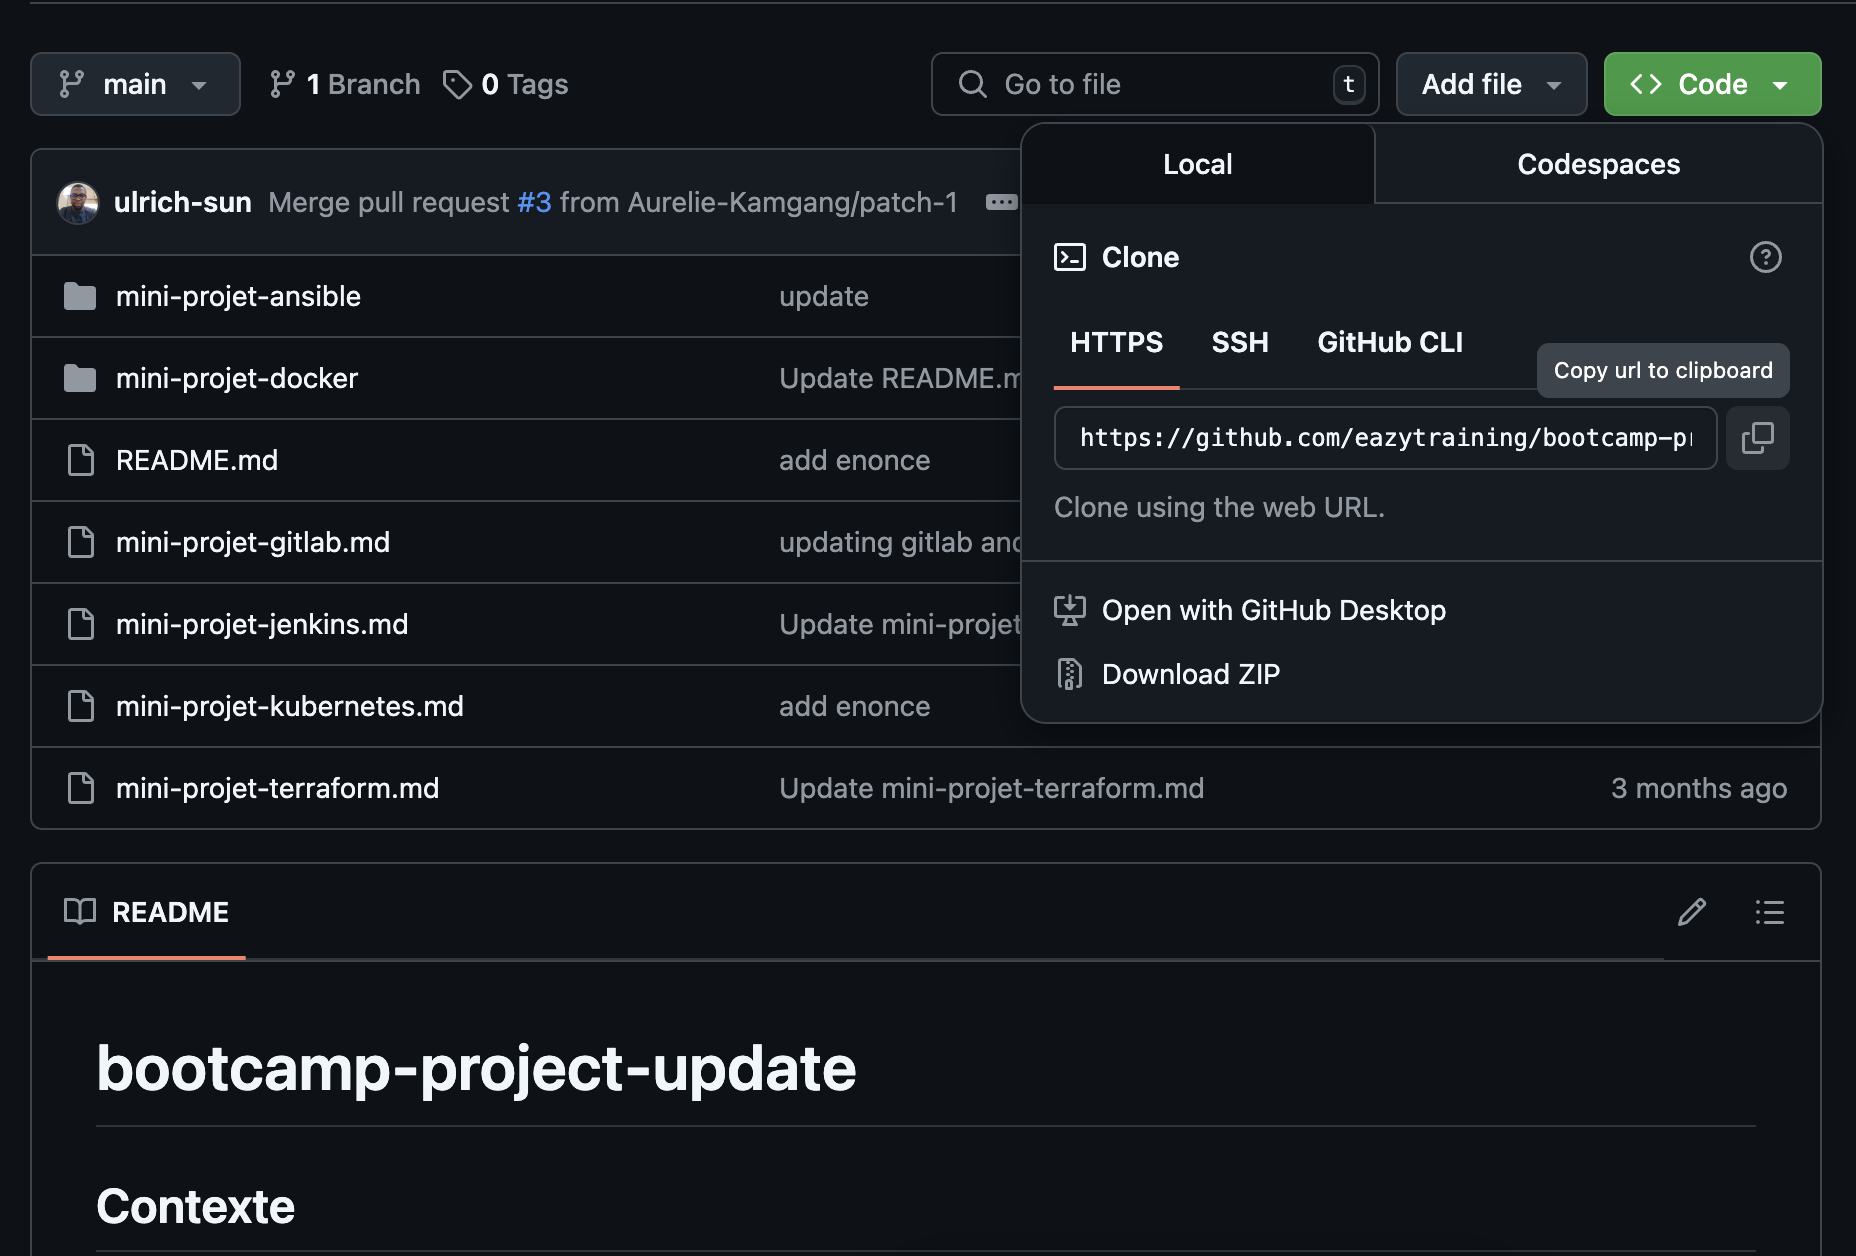 main
1 Branch
0 Tags
Go to file
t
Add file
Code
Local
Codespaces
ulrich-sun Merge pull request #3 from Aurelie-Kamgang/patch-1
Clone
HTTPS
SSH
GitHub CLI
Copy url to clipboard
https://github.com/eazytraining/bootcamp-pr
Clone using the web URL.
Open with GitHub Desktop
Download ZIP
mini-projet-ansible
update
mini-projet-docker
Update README.m
README.md
add enonce
mini-projet-gitlab.md
updating gitlab and
mini-projet-jenkins.md
Update mini-projet
mini-projet-kubernetes.md
add enonce
mini-projet-terraform.md
Update mini-projet-terraform.md
3 months ago
README
bootcamp-project-update
Contexte